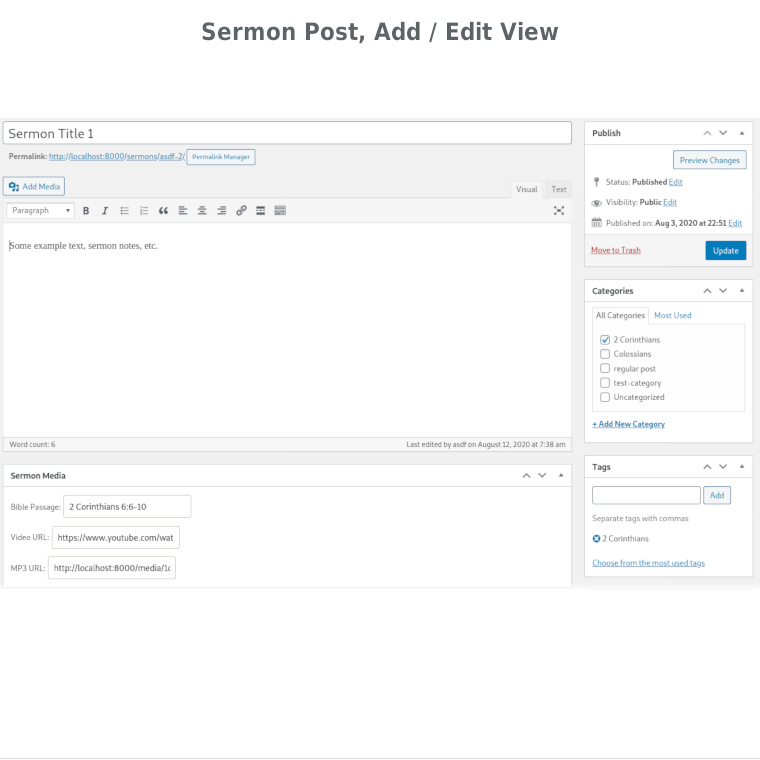 Sermon Post, Add / Edit View
Sermon Title 1
Permalink: http://localhost:8000/sermons/asdf-2/ Permalink Manager
Add Media
Visual Text
Paragraph B I
Some example text, sermon notes, etc.
Word count: 6
Last edited by asdf on August 12, 2020 at 7:38 am
Sermon Media
Bible Passage: 2 Corinthians 6:6-10
Video URL: https://www.youtube.com/wat
MP3 URL: http://localhost:8000/media/1
Publish
Preview Changes
Status: Published Edit
Visibility: Public Edit
Published on: Aug 3, 2020 at 22:51 Edit
Move to Trash
Update
Categories
All Categories Most Used
2 Corinthians
Colossians
regular post
test-category
Uncategorized
+ Add New Category
Tags
Add
Separate tags with commas
2 Corinthians
Choose from the most used tags